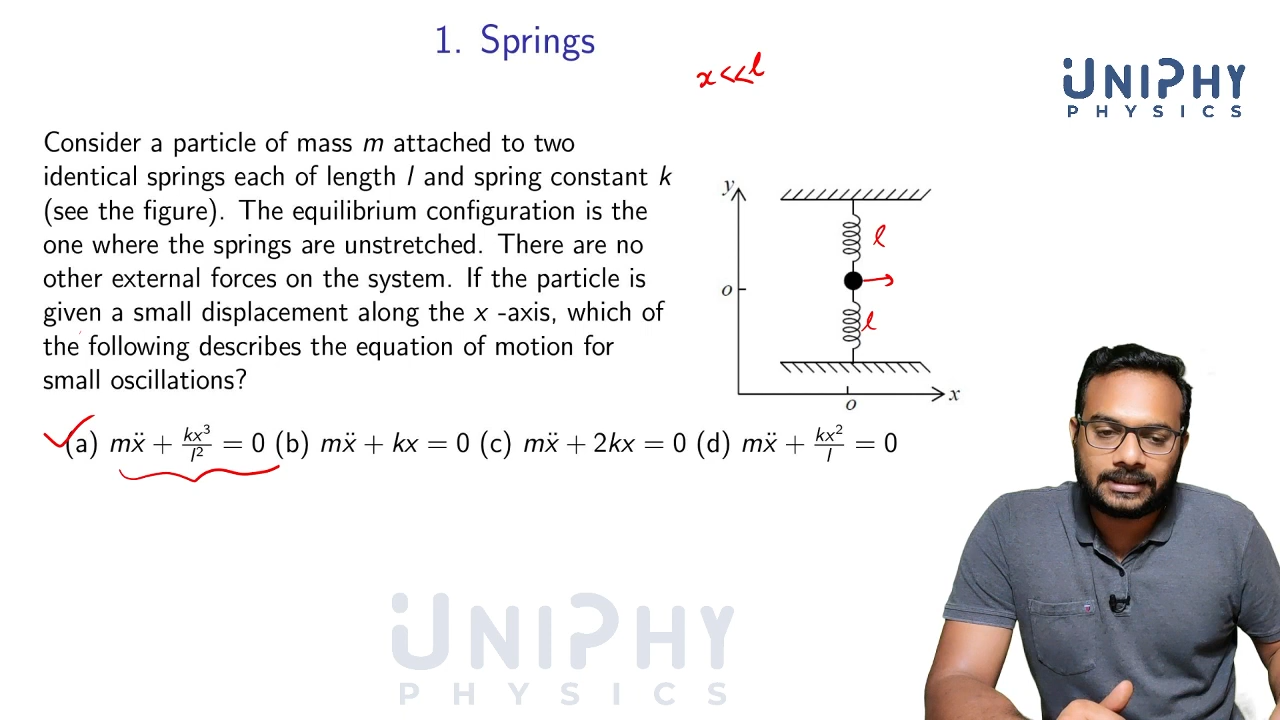 1. Springs
x<<l
UNIPHY
PHYSICS
Consider a particle of mass m attached to two
identical springs each of length l and spring constant k
(see the figure). The equilibrium configuration is the
one where the springs are unstretched. There are no
other external forces on the system. If the particle is
given a small displacement along the x -axis, which of
the following describes the equation of motion for
small oscillations?
y
l
o
l
x
o
(a) mẍ + kx³/l² = 0 (b) mẍ + kx = 0 (c) mẍ + 2kx = 0 (d) mẍ + kx²/l = 0
UNIPHY
PHYSICS